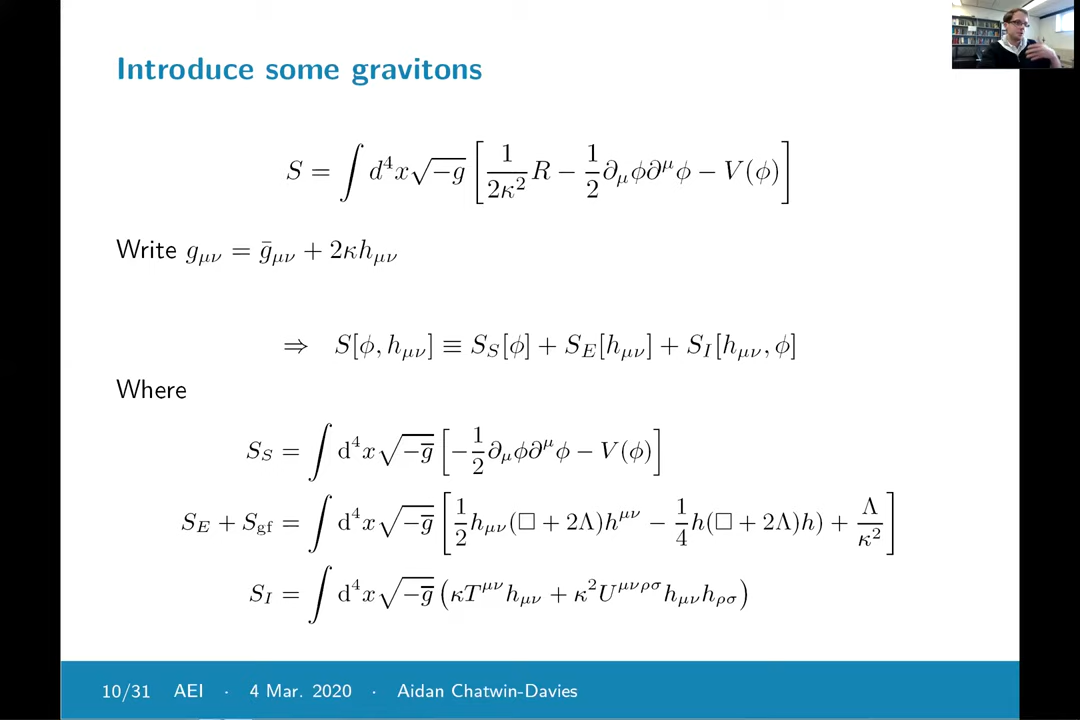 Introduce some gravitons
S = ∫ d⁴x√−g [ 1/(2κ²) R − 1/2 ∂_μϕ∂^μϕ − V(ϕ) ]
Write g_μν = ḡ_μν + 2κh_μν
⇒ S[ϕ, h_μν] ≡ S_S[ϕ] + S_E[h_μν] + S_I[h_μν, ϕ]
Where
S_S = ∫ d⁴x√−g̅ [ −1/2 ∂_μϕ∂^μϕ − V(ϕ) ]
S_E + S_gf = ∫ d⁴x√−g̅ [ 1/2 h_μν(□ + 2Λ)h^μν − 1/4 h(□ + 2Λ)h) + Λ/κ² ]
S_I = ∫ d⁴x√−g̅ (κT^μν h_μν + κ²U^μνρσ h_μν h_ρσ)
10/31 AEI · 4 Mar. 2020 · Aidan Chatwin-Davies